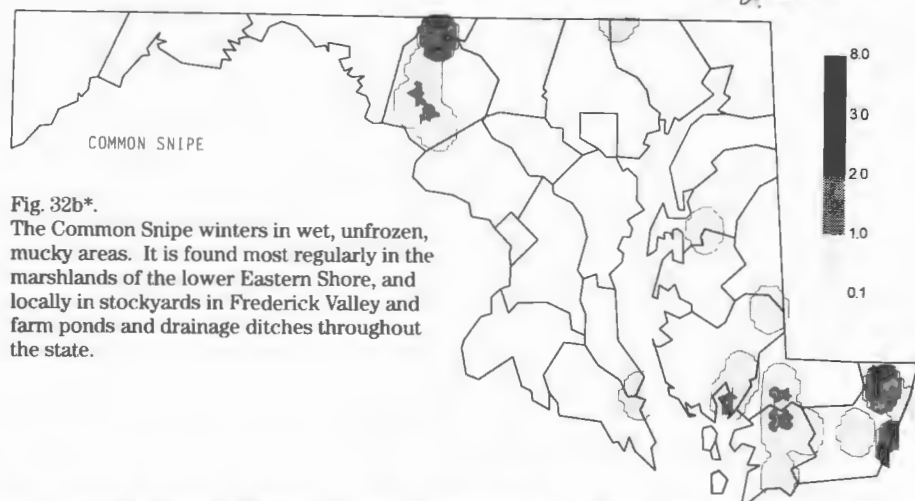 COMMON SNIPE
Fig. 32b*.
The Common Snipe winters in wet, unfrozen,
mucky areas. It is found most regularly in the
marshlands of the lower Eastern Shore, and
locally in stockyards in Frederick Valley and
farm ponds and drainage ditches throughout
the state.
8.0
3.0
2.0
1.0
0.1